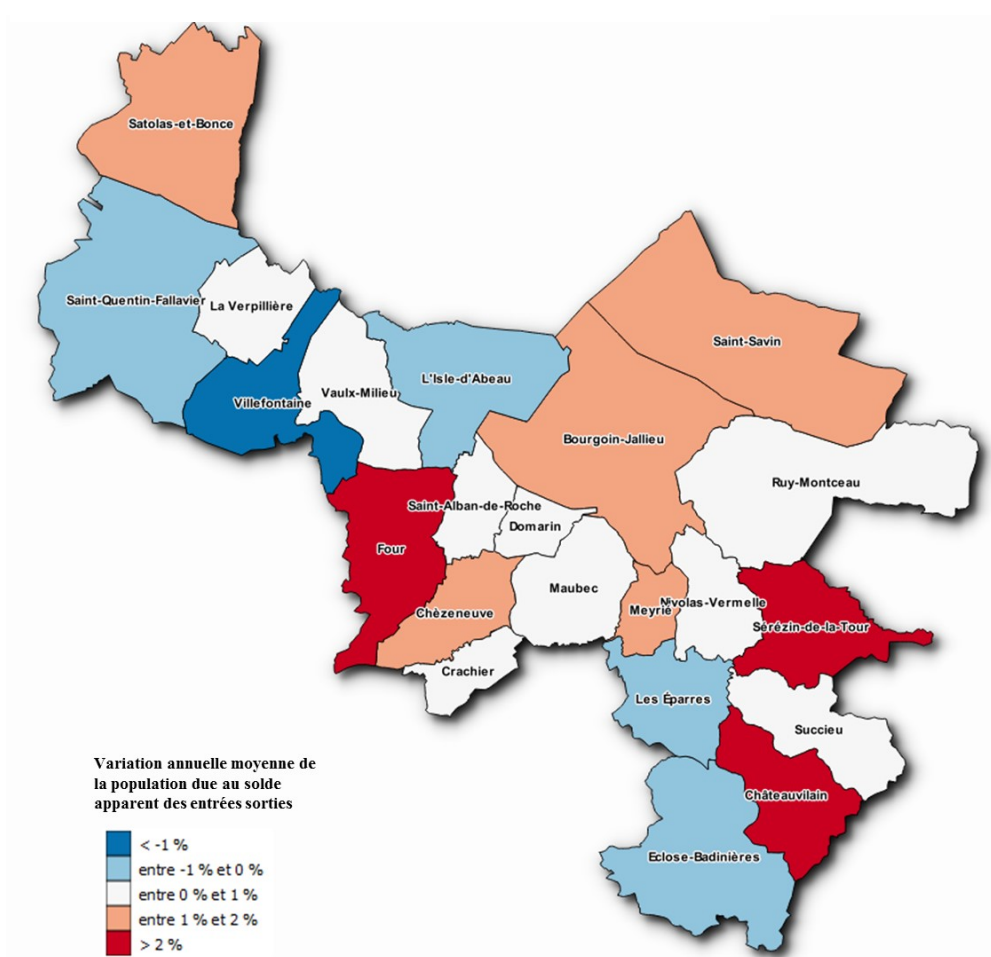 Satolas-et-Bonce
Saint-Quentin-Fallavier
La Verpillière
Saint-Savin
L'Isle-d'Abeau
Vaulx-Milieu
Villefontaine
Bourgoin-Jallieu
Ruy-Montceau
Saint-Alban-de-Roche
Domarin
Four
Maubec
Nivolas-Vermelle
Meyrié
Chèzeneuve
Sérézin-de-la-Tour
Crachier
Les Éparres
Succieu
Châteauvilain
Eclose-Badinières
Variation annuelle moyenne de
la population due au solde
apparent des entrées sorties
< -1 %
entre -1 % et 0 %
entre 0 % et 1 %
entre 1 % et 2 %
> 2 %